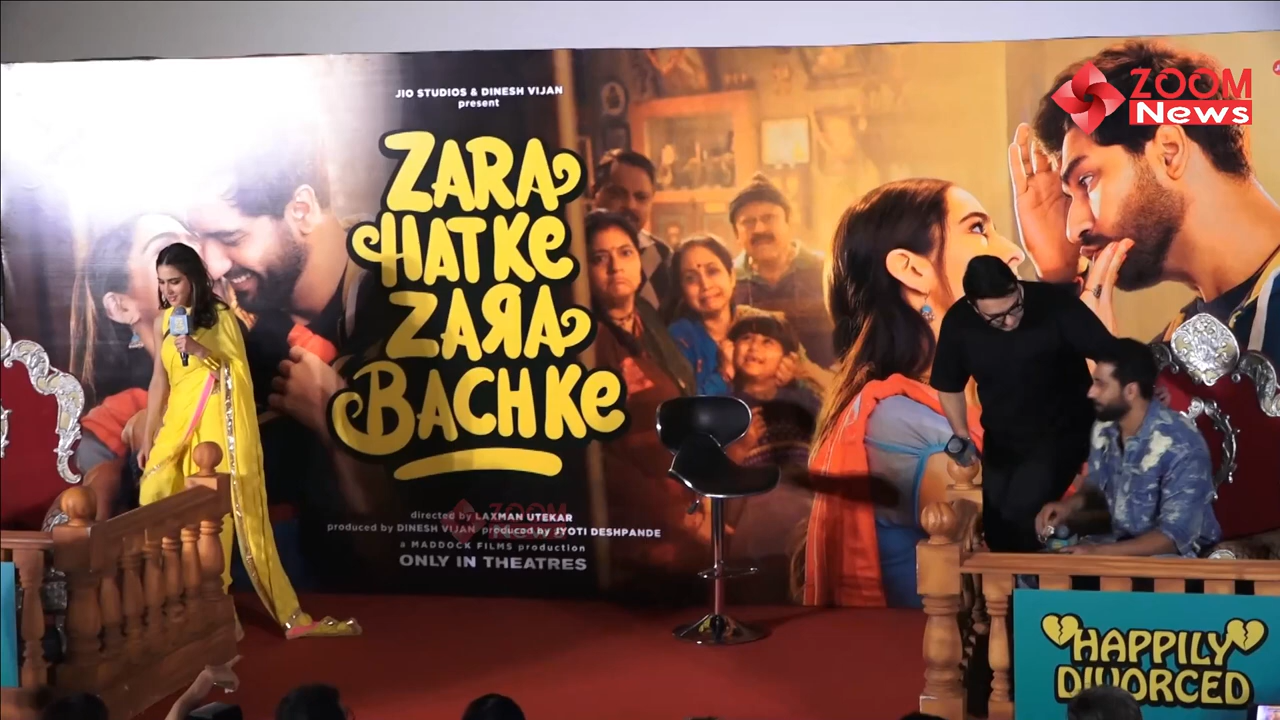 JIO STUDIOS & DINESH VIJAN
present
ZARA
HATKE
ZARA
BACHKE
directed by LAXMAN UTEKAR
produced by DINESH VIJAN produced by JYOTI DESHPANDE
a MADDOCK FILMS production
ONLY IN THEATRES
ZOOM
News
ZOOM
HAPPILY
DIVORCED